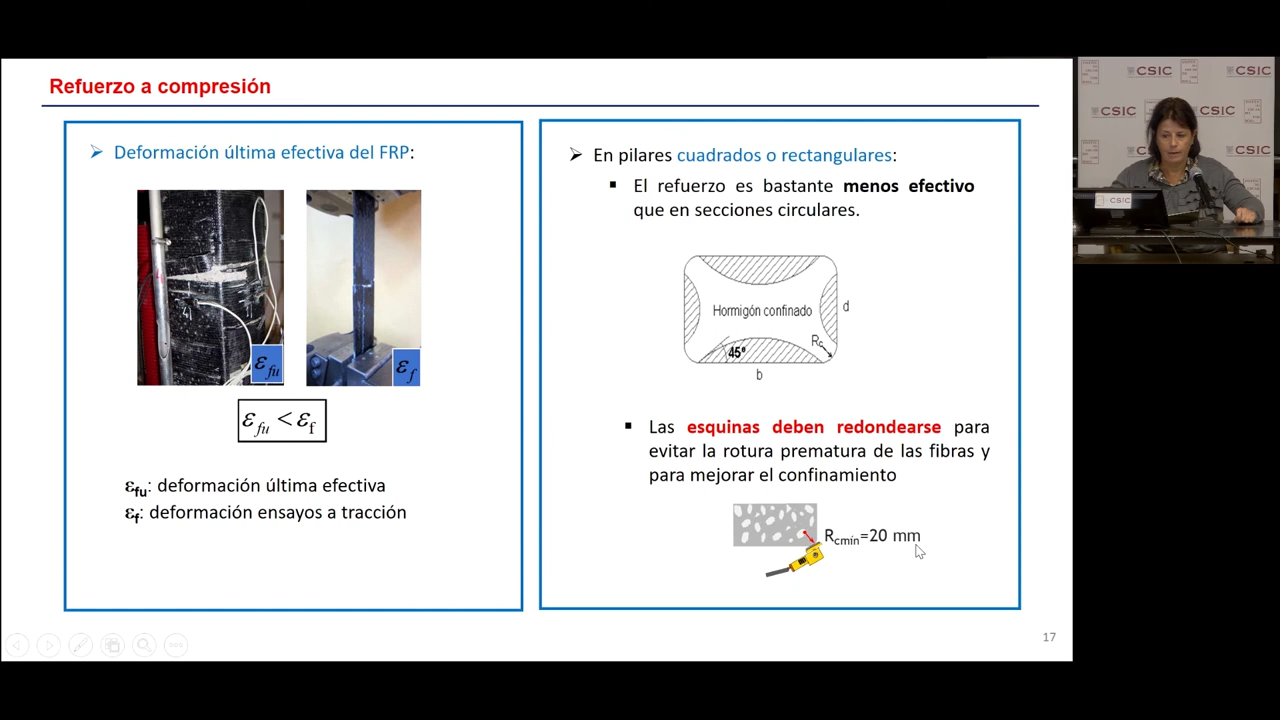 Refuerzo a compresión
➢ Deformación última efectiva del FRP:
4
εfu
εf
εfu < εf
εfu: deformación última efectiva
εf: deformación ensayos a tracción
➢ En pilares cuadrados o rectangulares:
▪ El refuerzo es bastante menos efectivo
que en secciones circulares.
Hormigón confinado
d
Rc
45º
b
▪ Las esquinas deben redondearse para
evitar la rotura prematura de las fibras y
para mejorar el confinamiento
Rcmín=20 mm
17
CSIC
CSIC
CSIC
CSIC
CSIC
CSIC